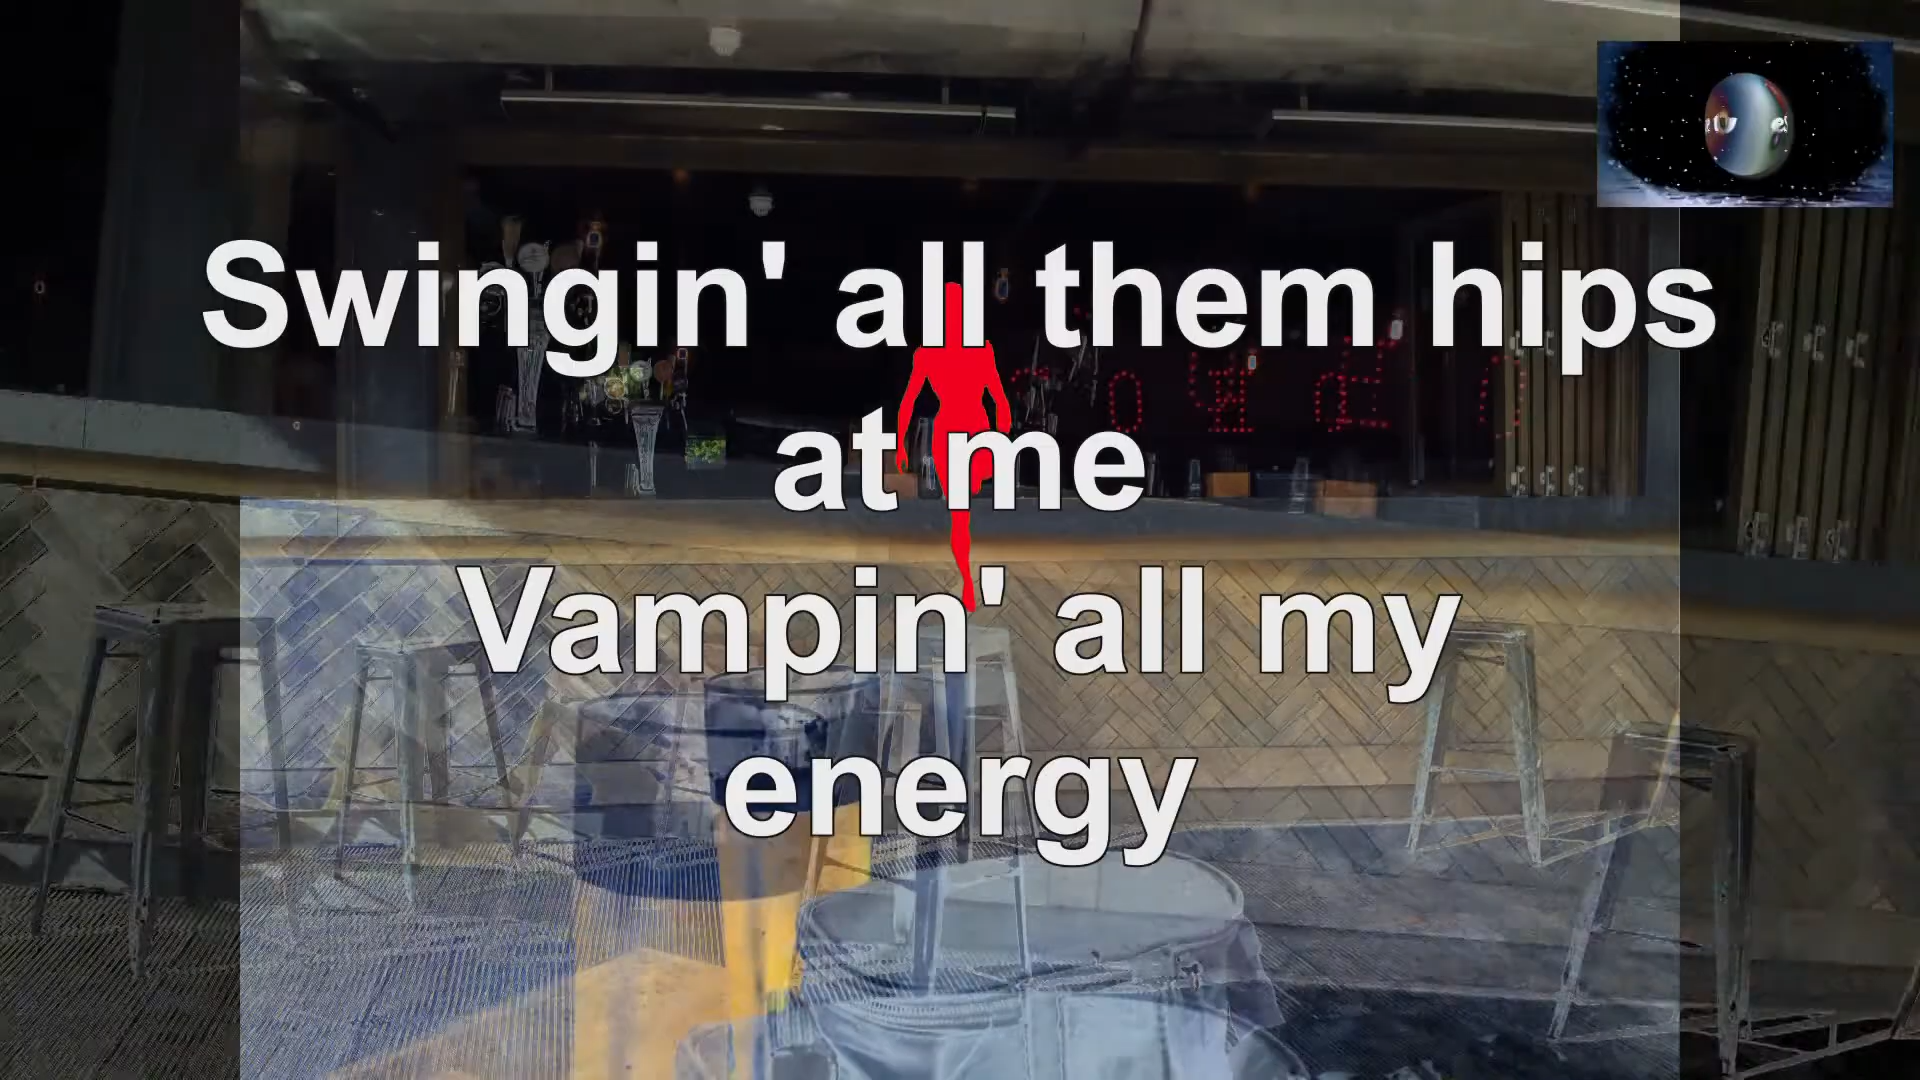 Swingin' all them hips
at me
Vampin' all my
energy